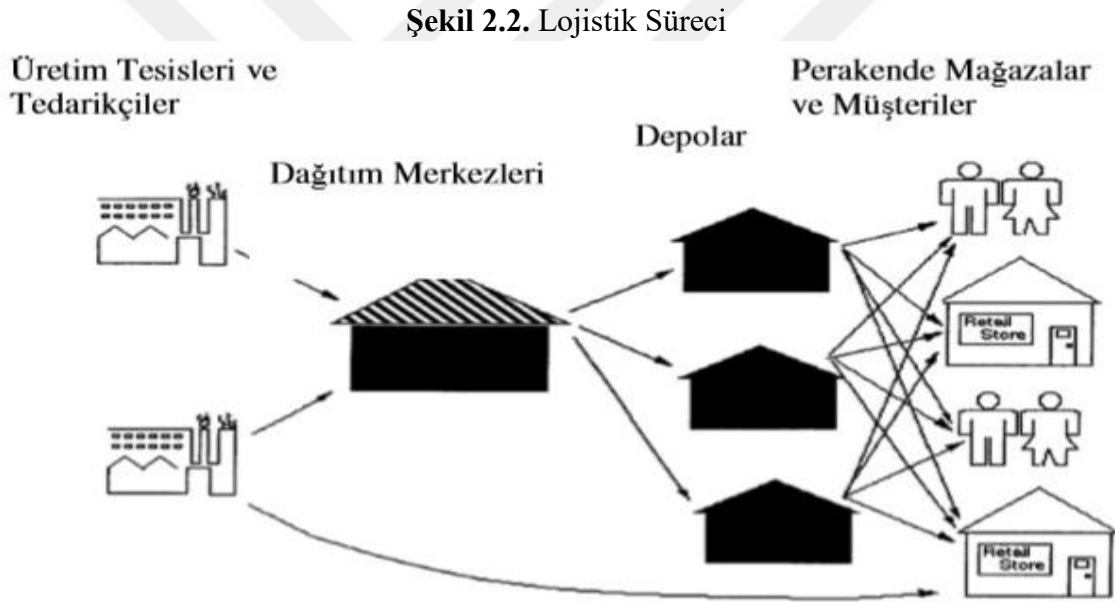 Şekil 2.2. Lojistik Süreci
Üretim Tesisleri ve
Tedarikçiler
Dağıtım Merkezleri
Depolar
Perakende Mağazalar
ve Müşteriler
Retail
Store
Retail
Store